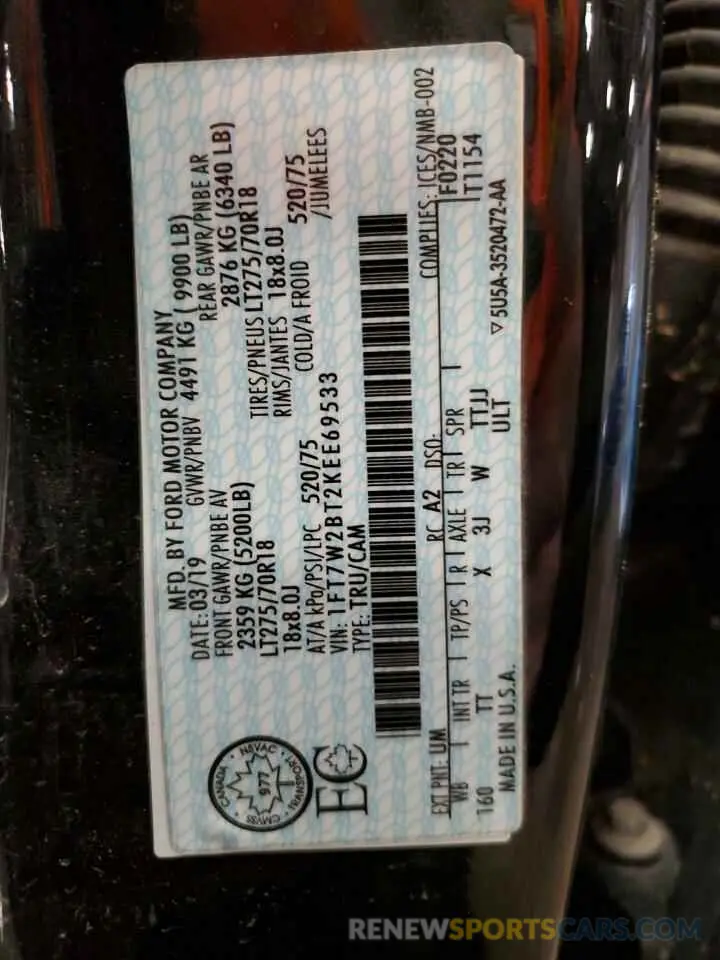 MFD. BY FORD MOTOR COMPANY
DATE: 03/19 GVWR/PNBV 4491 KG ( 9900 LB)
FRONT GAWR/PNBE AV REAR GAWR/PNBE AR
2359 KG (5200LB) 2876 KG (6340 LB)
LT275/70R18 TIRES/PNEUS LT275/70R18
18x8.0J RIMS/JANTES 18x8.0J
AT/A kPa/PSI/LPC 520/75 COLD/A FROID 520/75
VIN: 1FT7W2BT2KEE69533 /JUMELEES
TYPE: TRU/CAM
CANADA NSVAC TRANSPORT CMVSS
977
EC
COMPLIES: ICES/NMB-002
EXT PNT: UM RC A2 DSO: F0220
WB INT TR TP/PS R AXLE TR SPR T1154
160 TT X 3J W TTJJ
ULT
MADE IN U.S.A. ▽5U5A-3520472-AA
RENEWSPORTSCARS.COM